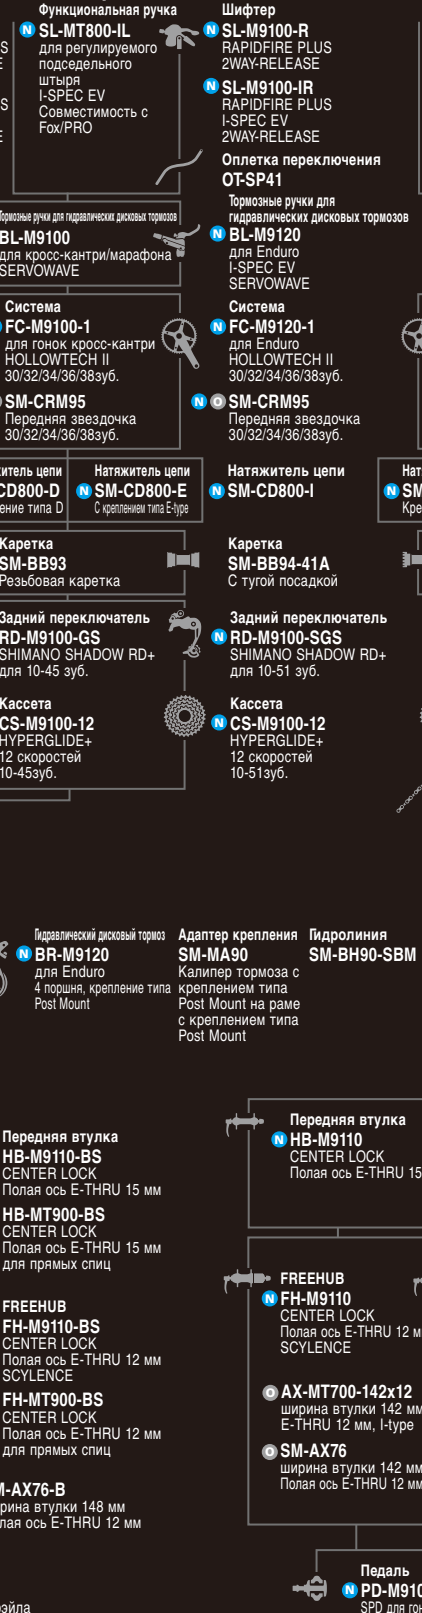 Функциональная ручка
N SL-MT800-IL
для регулируемого
подседельного
штыря
I-SPEC EV
Совместимость с
Fox/PRO
Шифтер
N SL-M9100-R
RAPIDFIRE PLUS
2WAY-RELEASE
N SL-M9100-IR
RAPIDFIRE PLUS
I-SPEC EV
2WAY-RELEASE
Оплетка переключения
OT-SP41
Тормозные ручки для гидравлических дисковых тормозов
BL-M9100
для кросс-кантри/марафона
SERVOWAVE
Тормозные ручки для
гидравлических дисковых тормозов
N BL-M9120
для Enduro
I-SPEC EV
SERVOWAVE
Система
FC-M9100-1
для гонок кросс-кантри
HOLLOWTECH II
30/32/34/36/38зуб.
SM-CRM95
Передняя звездочка
30/32/34/36/38зуб.
Система
N FC-M9120-1
для Enduro
HOLLOWTECH II
30/32/34/36/38зуб.
N O SM-CRM95
Передняя звездочка
30/32/34/36/38зуб.
цепи
CD800-D
типа D
Натяжитель цепи
N SM-CD800-E
С креплением типа E-type
Натяжитель цепи
N SM-CD800-I
N
Каретка
SM-BB93
Резьбовая каретка
Каретка
SM-BB94-41A
С тугой посадкой
Задний переключатель
RD-M9100-GS
SHIMANO SHADOW RD+
для 10-45 зуб.
Задний переключатель
N RD-M9100-SGS
SHIMANO SHADOW RD+
для 10-51 зуб.
Кассета
CS-M9100-12
HYPERGLIDE+
12 скоростей
10-45зуб.
Кассета
N CS-M9100-12
HYPERGLIDE+
12 скоростей
10-51зуб.
Гидравлический дисковый тормоз
N BR-M9120
для Enduro
4 поршня, крепление типа
Post Mount
Адаптер крепления
SM-MA90
Калипер тормоза с
креплением типа
Post Mount на раме
с креплением типа
Post Mount
Гидролиния
SM-BH90-SBM
Передняя втулка
HB-M9110-BS
CENTER LOCK
Полая ось E-THRU 15 мм
HB-MT900-BS
CENTER LOCK
Полая ось E-THRU 15 мм
для прямых спиц
FREEHUB
FH-M9110-BS
CENTER LOCK
Полая ось E-THRU 12 мм
SCYLENCE
FH-MT900-BS
CENTER LOCK
Полая ось E-THRU 12 мм
для прямых спиц
-AX76-B
втулки 148 мм
ось E-THRU 12 мм
Передняя втулка
N HB-M9110
CENTER LOCK
Полая ось E-THRU 15
FREEHUB
N FH-M9110
CENTER LOCK
Полая ось E-THRU 12
SCYLENCE
O AX-MT700-142x12
ширина втулки 142 мм
E-THRU 12 мм, I-type
O SM-AX76
ширина втулки 142 мм
Полая ось E-THRU 12 мм
Педаль
N
SPD для